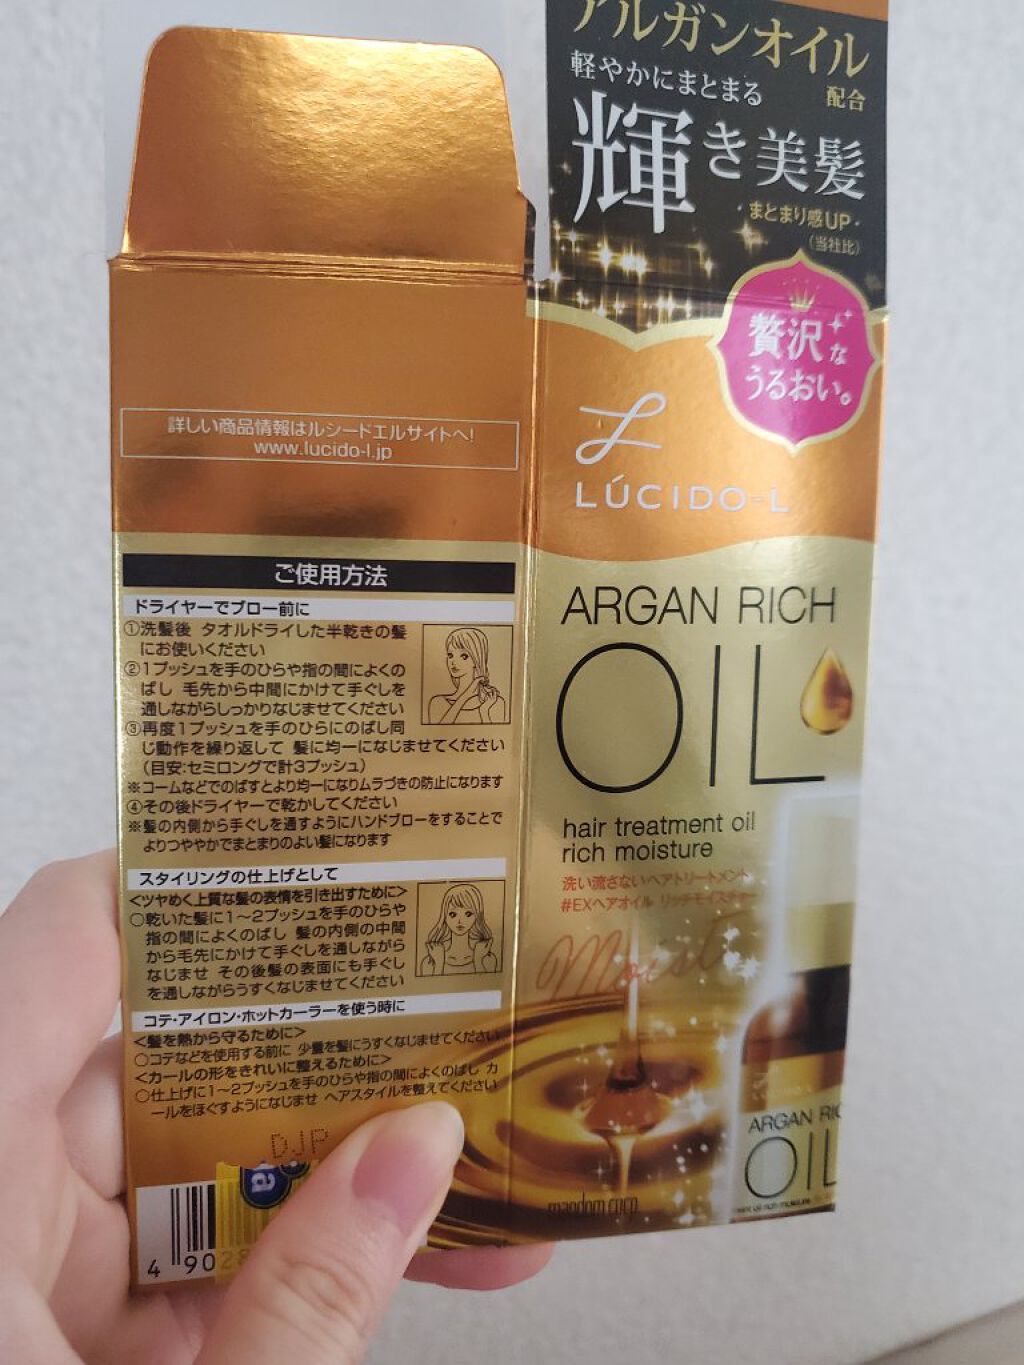 詳しい商品情報はルシードエルサイトへ!
www.lucido-l.jp
ご使用方法
ドライヤーでブロー前に
①洗髪後 タオルドライした半乾きの髪
にお使いください
②1プッシュを手のひらや指の間によくの
ばし 毛先から中間にかけて手ぐしを
通しながらしっかりなじませてください
③再度1プッシュを手のひらにのばし同
じ動作を繰り返して 髪に均一になじませてください
(目安:セミロングで計3プッシュ)
※コームなどでのばすとより均一になりムラづきの防止になります
④その後ドライヤーで乾かしてください
※髪の内側から手ぐしを通すようにハンドブローをすることで
よりつややかでまとまりのよい髪になります
スタイリングの仕上げとして
<ツヤめく上質な髪の表情を引き出すために>
○乾いた髪に1～2プッシュを手のひらや
指の間によくのばし 髪の内側の中間
から毛先にかけて手ぐしを通しながら
なじませ その後髪の表面にも手ぐし
を通しながらうすくなじませてください
コテ・アイロン・ホットカーラーを使う時に
<髪を熱から守るために>
○コテなどを使用する前に 少量を髪にうすくなじませてください
<カールの形をきれいに整えるために>
○仕上げに1～2プッシュを手のひらや指の間によくのばし カ
ールをほぐすようになじませ ヘアスタイルを整えてください
DJP
4 9028
アルガンオイル
配合
軽やかにまとまる
輝き美髪
まとまり感UP・
(当社比)
贅沢な
うるおい。
LÚCIDO-L
ARGAN RICH
OIL
hair treatment oil
rich moisture
洗い流さないヘアトリートメント
#EXヘアオイル リッチモイスチャー
Moist
mandom corp
ARGAN RIC
OIL